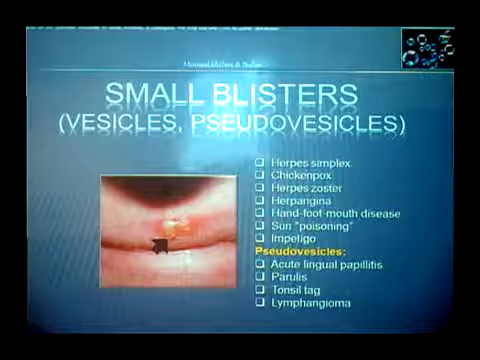 SMALL BLISTERS
(VESICLES, PSEUDOVESICLES)
❑ Herpes simplex
❑ Chickenpox
❑ Herpes zoster
❑ Herpangina
❑ Hand-foot-mouth disease
❑ Sun "poisoning"
❑ Impetigo
Pseudovesicles:
❑ Acute lingual papillitis
❑ Parulis
❑ Tonsil tag
❑ Lymphangioma